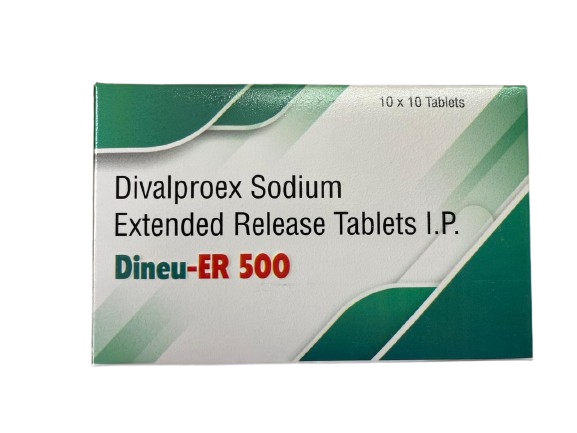 10 x 10 Tablets
Divalproex Sodium
Extended Release Tablets I.P.
Dineu-ER 500